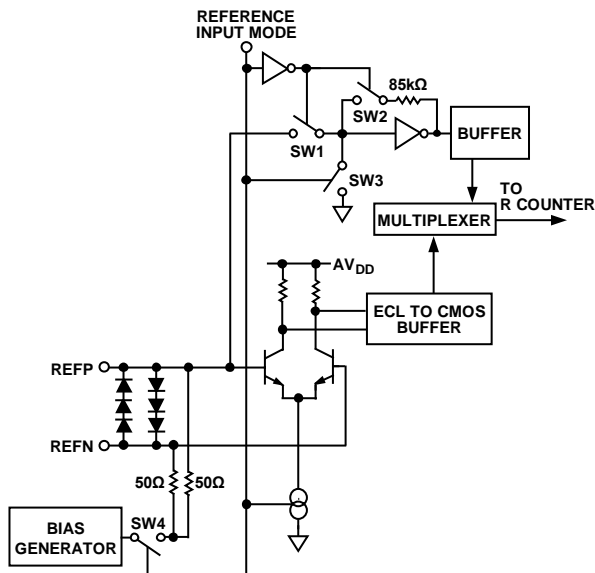 REFERENCE
INPUT MODE
85kΩ
SW2
SW1
BUFFER
SW3
TO
R COUNTER
MULTIPLEXER
AVDD
ECL TO CMOS
BUFFER
REFP
REFN
50Ω
50Ω
BIAS
GENERATOR
SW4